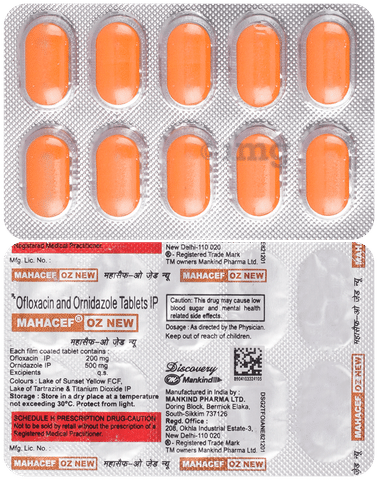 1mg
Registered Medical Practitioner.
Mfg. Lic. No. :
New Delhi-110 020
® - Registered Trade Mark
TM owners Mankind Pharma Ltd.
MAHACEF® OZ NEW महासैफ-ओ ज़ेड न्यू
Ofloxacin and Ornidazole Tablets IP
MAHACEF® OZ NEW
महासैफ-ओ ज़ेड न्यू
Each film coated tablet contains :
Ofloxacin IP 200 mg
Ornidazole IP 500 mg
Excipients q.s.
Colours : Lake of Sunset Yellow FCF,
Lake of Tartrazine & Titanium Dioxide IP
Storage : Store in a dry place at a temperature
not exceeding 30°C. Protect from light.
SCHEDULE H PRESCRIPTION DRUG-CAUTION
Not to be sold by retail without the prescription of a
Registered Medical Practitioner.
Mfg. Lic. No. :
Caution: This drug may cause low
blood sugar and mental health
related side effects.
Dosage : As directed by the Physician.
Keep out of reach of children.
Discovery
Mankind
Manufactured in India by :
MANKIND PHARMA LTD.
Doring Block, Bermiok Elaka,
South-Sikkim 737126
Regd. Office :
208, Okhla Industrial Estate-3,
New Delhi-110 020
® - Registered Trade Mark
TM owners Mankind Pharma Ltd.
MAHACEF® OZ NEW
महासैफ-ओ ज़ेड न्यू
MAHACEF
महासैफ-ओ ज़ेड न्यू